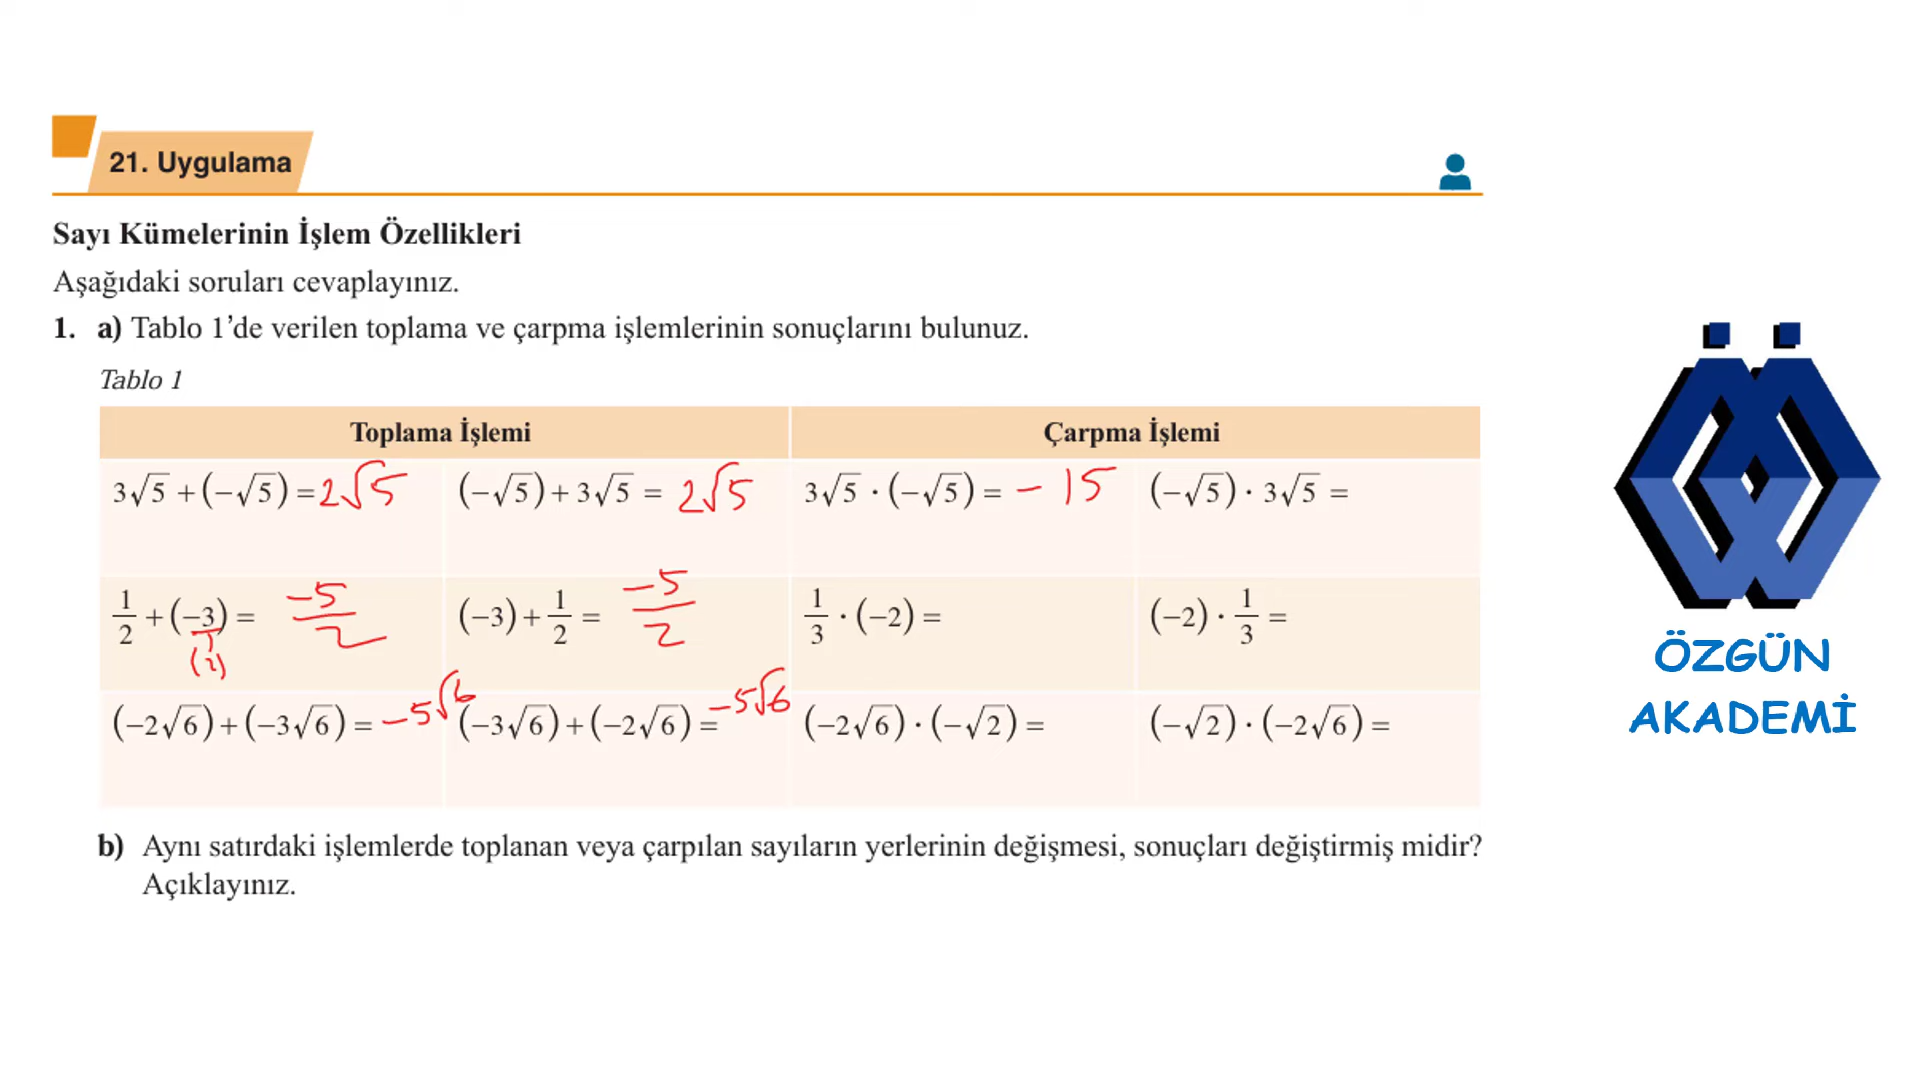 21. Uygulama
Sayı Kümelerinin İşlem Özellikleri
Aşağıdaki soruları cevaplayınız.
1. a) Tablo 1’de verilen toplama ve çarpma işlemlerinin sonuçlarını bulunuz.
Tablo 1
Toplama İşlemi Çarpma İşlemi
3√5 + (−√5) = 2√5 (−√5) + 3√5 = 2√5 3√5 · (−√5) = − 15 (−√5) · 3√5 =
1/2 + (−3) = −5/2 (−3) + 1/2 = −5/2 1/3 · (−2) = (−2) · 1/3 =
(2)
(−2√6) + (−3√6) = −5√6 (−3√6) + (−2√6) = −5√6 (−2√6) · (−√2) = (−√2) · (−2√6) =
b) Aynı satırdaki işlemlerde toplanan veya çarpılan sayıların yerlerinin değişmesi, sonuçları değiştirmiş midir?
Açıklayınız.
ÖZGÜN
AKADEMİ